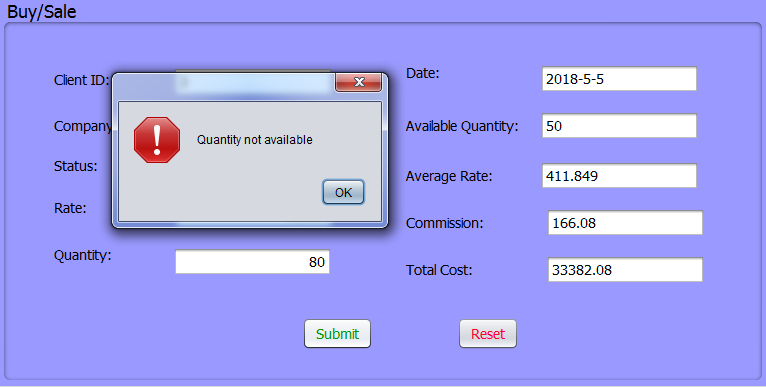 Buy/Sale
Client ID:
Date:
2018-5-5
Company
Quantity not available
Available Quantity:
50
Status:
OK
Average Rate:
411.849
Rate:
Commission:
166.08
Quantity:
80
Total Cost:
33382.08
Submit
Reset